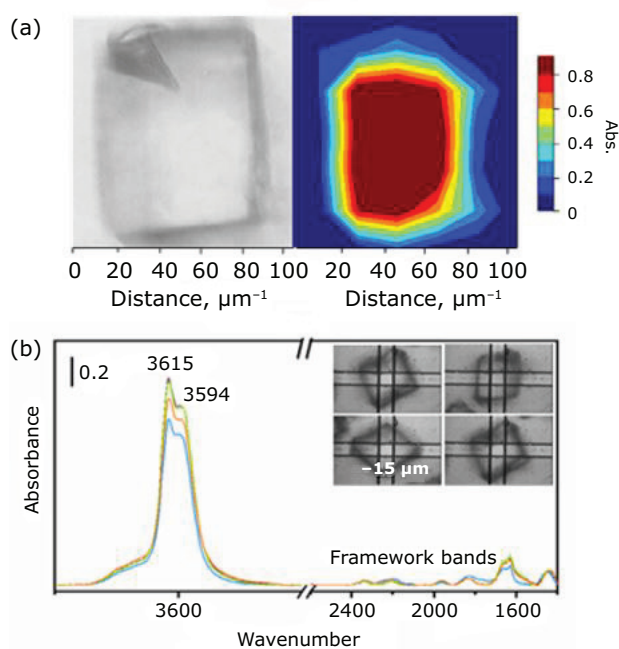 (a)
0.8
0.6
0.4
0.2
0
Abs.
0 20 40 60 80 100 20 40 60 80 100
Distance, μm⁻¹ Distance, μm⁻¹
(b)
0.2
3615
3594
−15 μm
Absorbance
Framework bands
3600 2400 2000 1600
Wavenumber